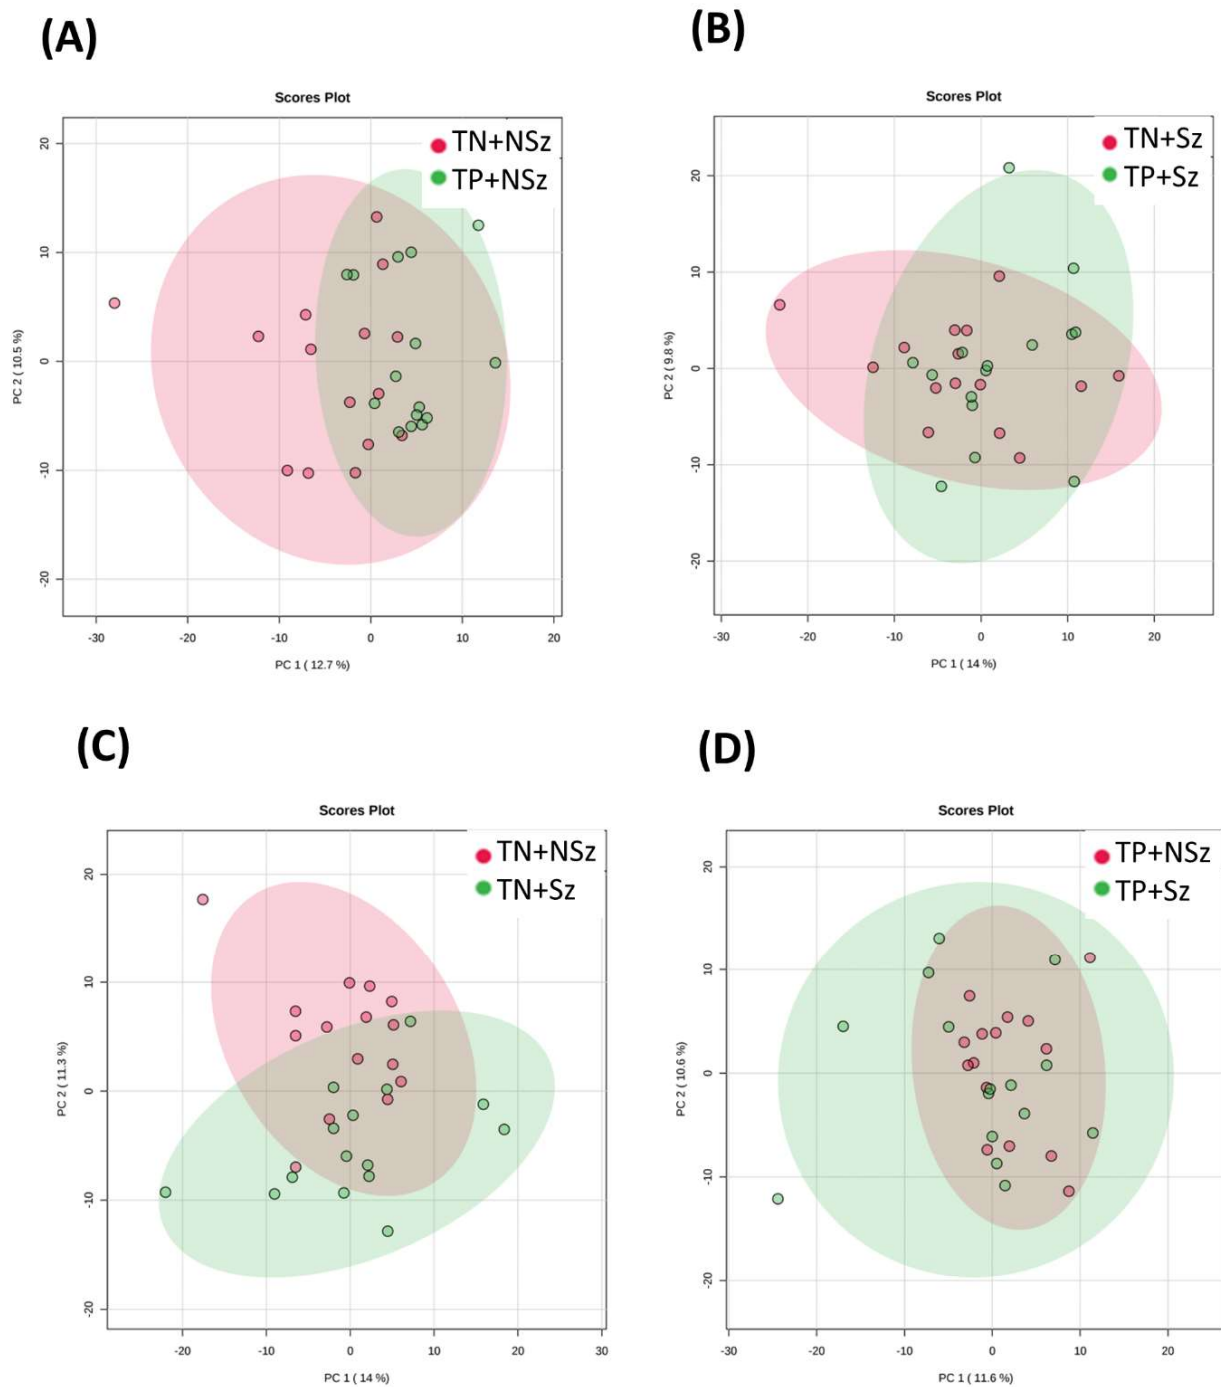 (A)
Scores Plot
TN+NSz
TP+NSz
20
10
0
-10
-20
PC 2 ( 10.5 %)
-30 -20 -10 0 10 20
PC 1 ( 12.7 %)
(B)
Scores Plot
TN+Sz
TP+Sz
20
10
0
-10
-20
PC 2 ( 9.8 %)
-30 -20 -10 0 10 20
PC 1 ( 14 %)
(C)
Scores Plot
TN+NSz
TN+Sz
20
10
0
-10
-20
PC 2 ( 11.3 %)
-20 -10 0 10 20 30
PC 1 ( 14 %)
(D)
Scores Plot
TP+NSz
TP+Sz
20
10
0
-10
-20
PC 2 ( 10.6 %)
-30 -20 -10 0 10 20
PC 1 ( 11.6 %)